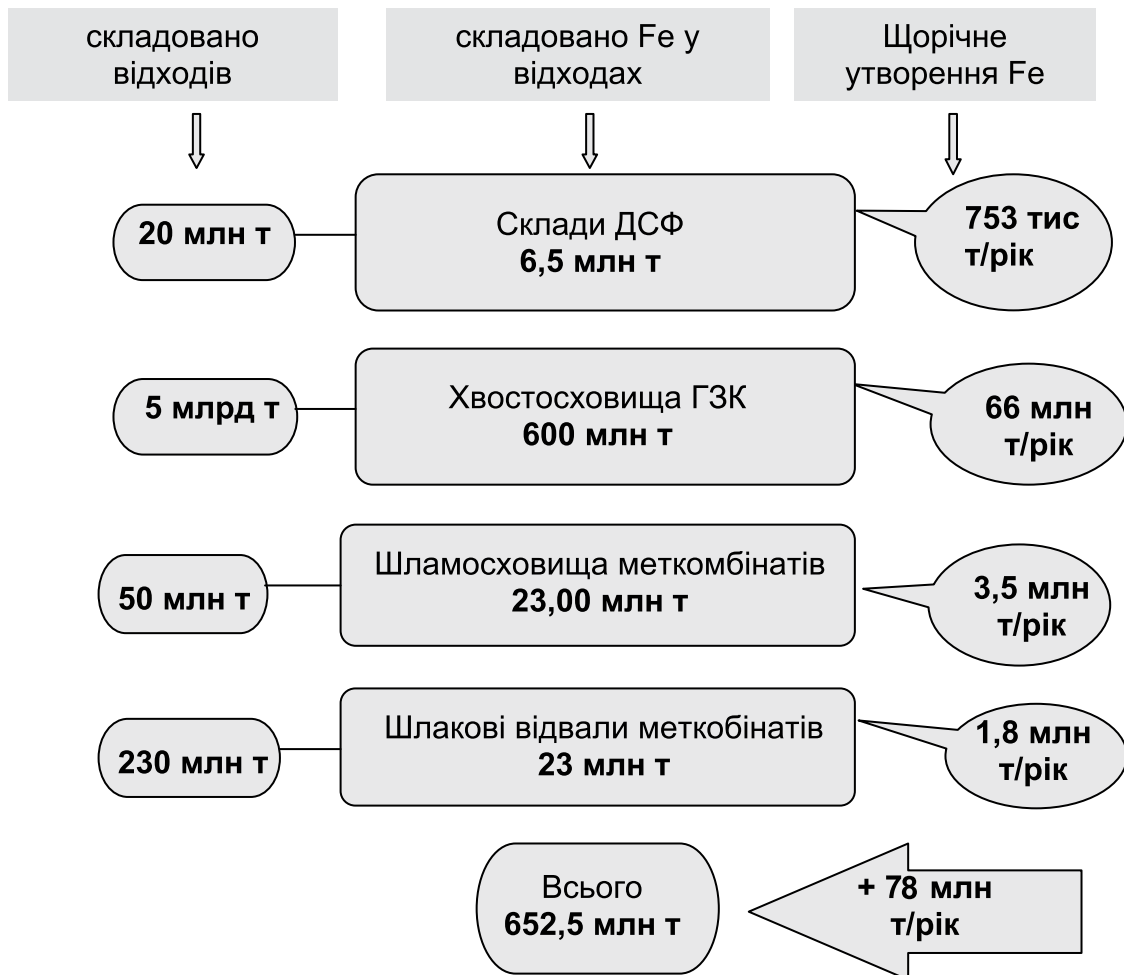 складовано
відходів
складовано Fe у
відходах
Щорічне
утворення Fe
20 млн т
Склади ДСФ
6,5 млн т
753 тис
т/рік
5 млрд т
Хвостосховища ГЗК
600 млн т
66 млн
т/рік
50 млн т
Шламосховища меткомбінатів
23,00 млн т
3,5 млн
т/рік
230 млн т
Шлакові відвали меткобінатів
23 млн т
1,8 млн
т/рік
Всього
652,5 млн т
+ 78 млн
т/рік